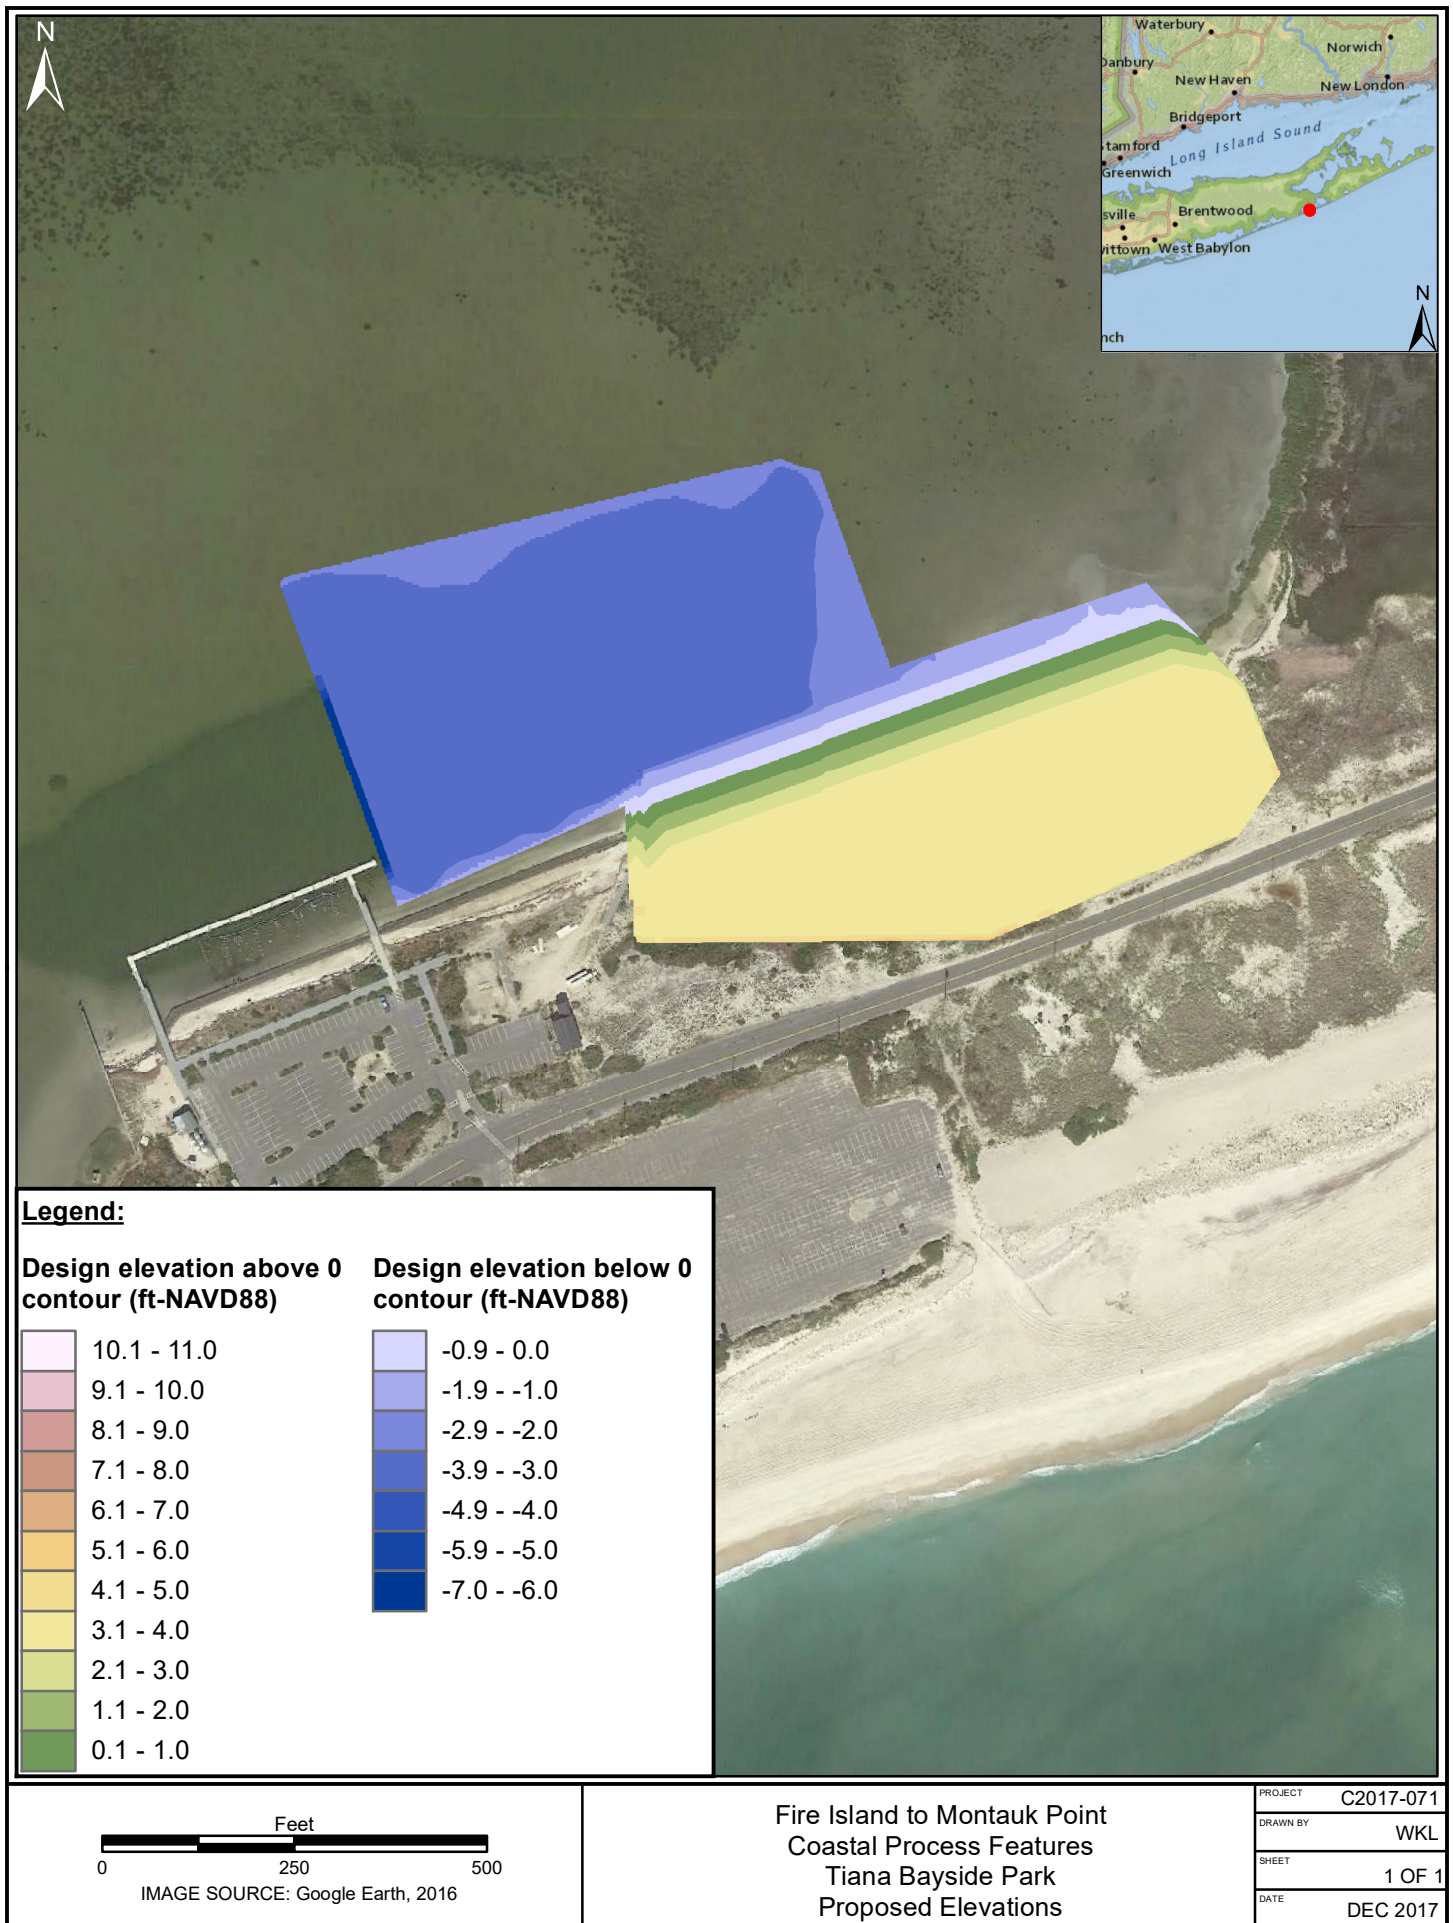 N
Waterbury
Norwich
Danbury
New Haven
New London
Bridgeport
Stamford
Long Island Sound
Greenwich
sville
Brentwood
vittown
West Babylon
N
nch
Legend:
Design elevation above 0
contour (ft-NAVD88)
10.1 - 11.0
9.1 - 10.0
8.1 - 9.0
7.1 - 8.0
6.1 - 7.0
5.1 - 6.0
4.1 - 5.0
3.1 - 4.0
2.1 - 3.0
1.1 - 2.0
0.1 - 1.0
Design elevation below 0
contour (ft-NAVD88)
-0.9 - 0.0
-1.9 - -1.0
-2.9 - -2.0
-3.9 - -3.0
-4.9 - -4.0
-5.9 - -5.0
-7.0 - -6.0
Feet
0 250 500
IMAGE SOURCE: Google Earth, 2016
Fire Island to Montauk Point
Coastal Process Features
Tiana Bayside Park
Proposed Elevations
PROJECT C2017-071
DRAWN BY WKL
SHEET 1 OF 1
DATE DEC 2017